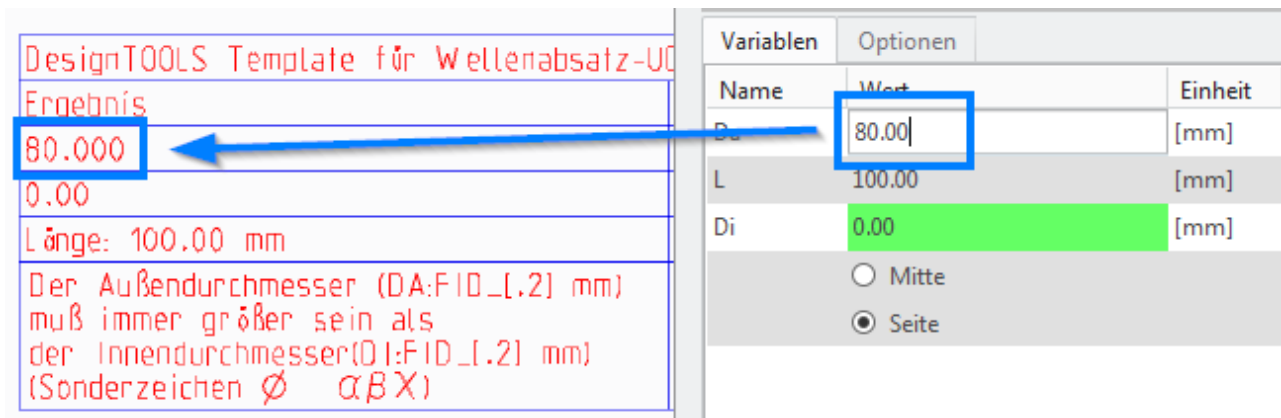 DesignTOOLS Template für Wellenabsatz-UD
Ergebnis
80.000
0.00
Länge: 100.00 mm
Der Außendurchmesser (DA:FID_[.2] mm)
muß immer größer sein als
der Innendurchmesser(DI:FID_[.2] mm)
(Sonderzeichen Ø α β χ)
Variablen Optionen
Name Wert Einheit
Da 80.00 [mm]
L 100.00 [mm]
Di 0.00 [mm]
Mitte
Seite